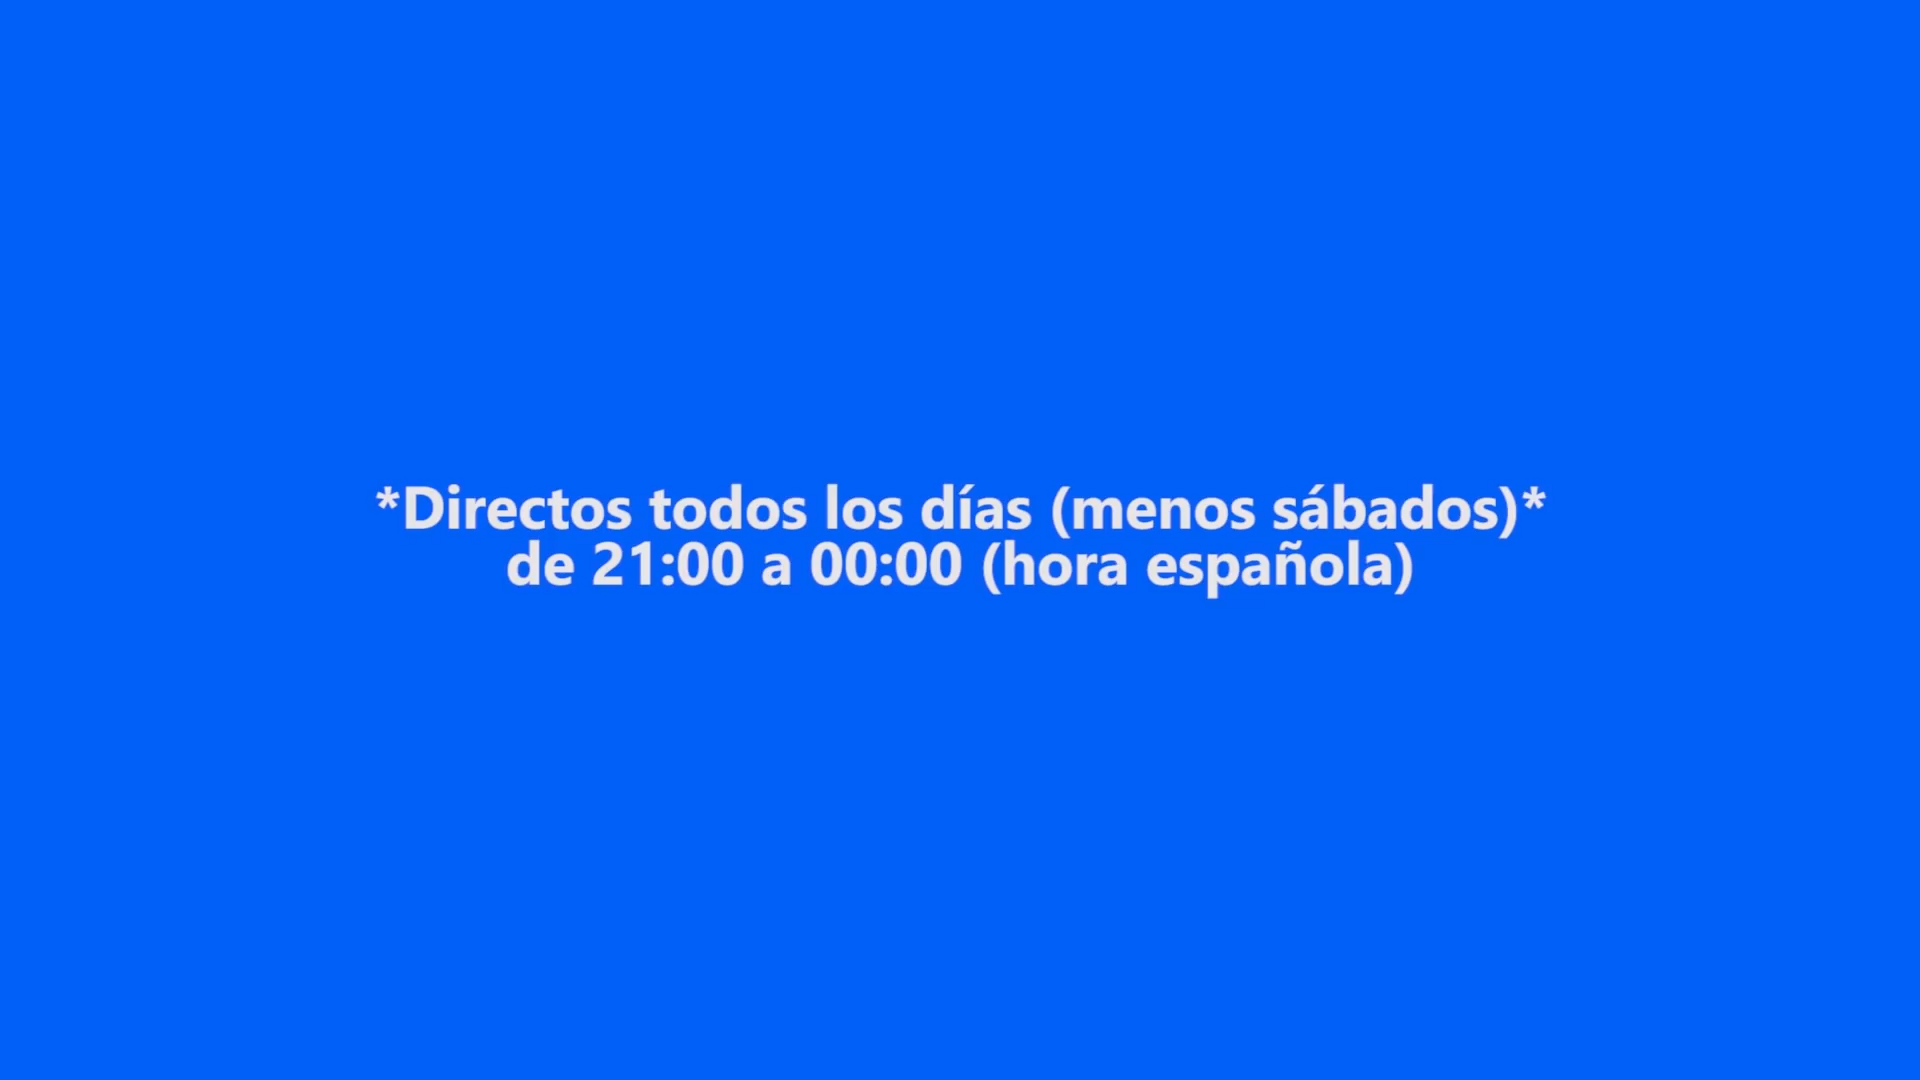 *Directos todos los días (menos sábados)*
de 21:00 a 00:00 (hora española)